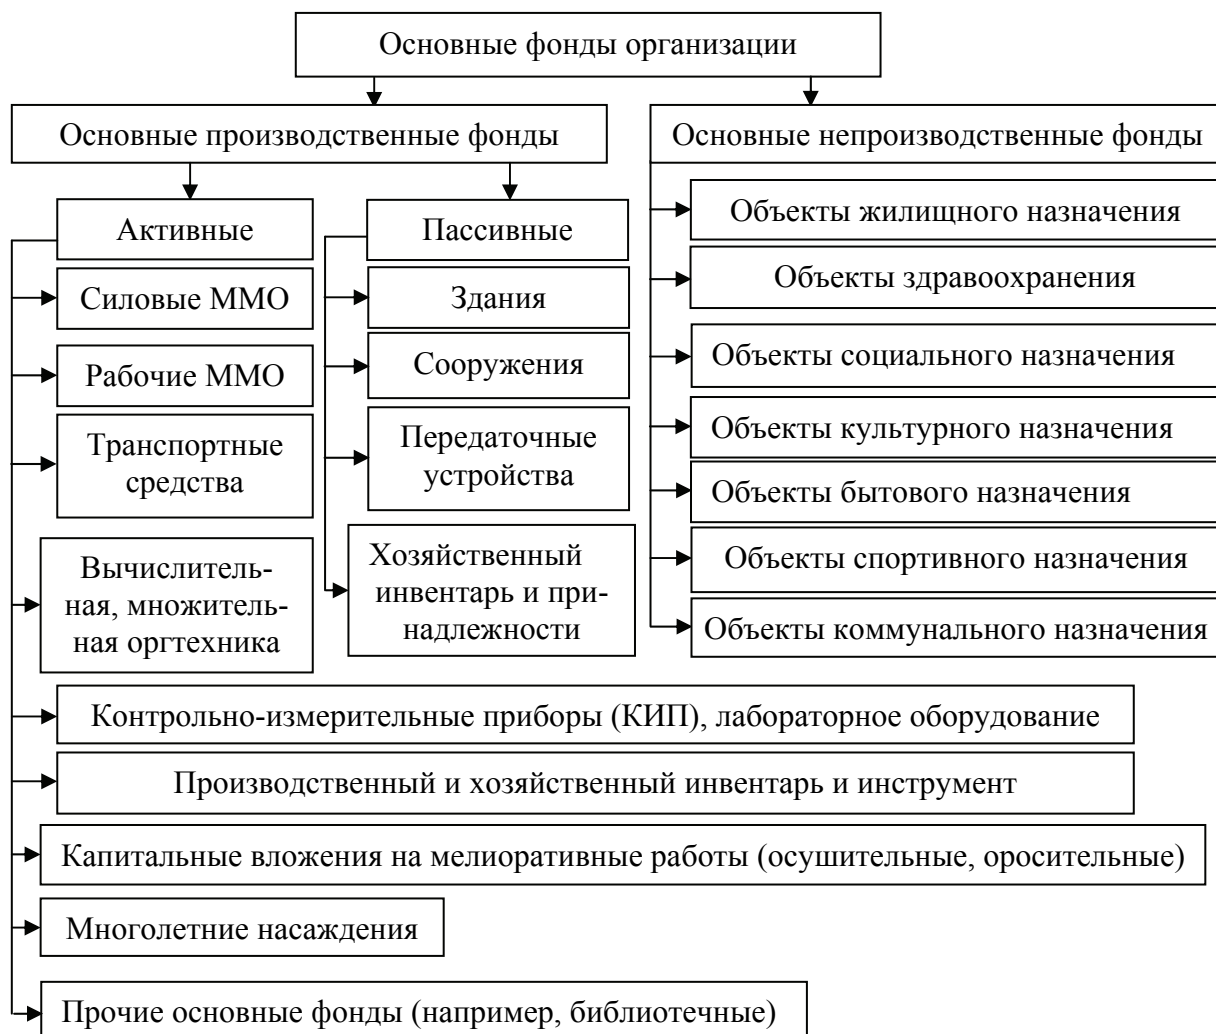 Основные фонды организации
Основные производственные фонды
Основные непроизводственные фонды
Активные
Силовые ММО
Рабочие ММО
Транспортные
средства
Вычислитель-
ная, множитель-
ная оргтехника
Пассивные
Здания
Сооружения
Передаточные
устройства
Хозяйственный
инвентарь и при-
надлежности
Объекты жилищного назначения
Объекты здравоохранения
Объекты социального назначения
Объекты культурного назначения
Объекты бытового назначения
Объекты спортивного назначения
Объекты коммунального назначения
Контрольно-измерительные приборы (КИП), лабораторное оборудование
Производственный и хозяйственный инвентарь и инструмент
Капитальные вложения на мелиоративные работы (осушительные, оросительные)
Многолетние насаждения
Прочие основные фонды (например, библиотечные)